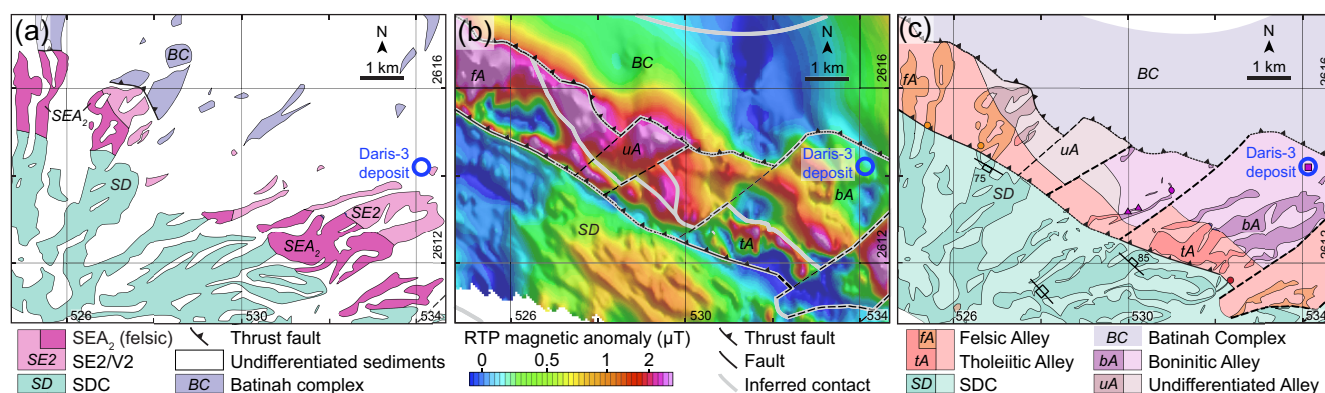 (a)
BC
N
1 km
2616
SEA2
Daris-3
deposit
SD
SE2
SEA2
2612
526
530
534
(b)
BC
N
1 km
2616
fA
uA
Daris-3
deposit
bA
SD
tA
2612
526
530
534
(c)
BC
N
1 km
2616
fA
uA
Daris-3
deposit
75
SD
bA
tA
85
2612
526
530
534
SEA2 (felsic)
SE2 SE2/V2
SD SDC
Thrust fault
Undifferentiated sediments
BC Batinah complex
RTP magnetic anomaly (µT)
0 0.5 1 2
Thrust fault
Fault
Inferred contact
fA Felsic Alley
tA Tholeiitic Alley
SD SDC
BC Batinah Complex
bA Boninitic Alley
uA Undifferentiated Alley